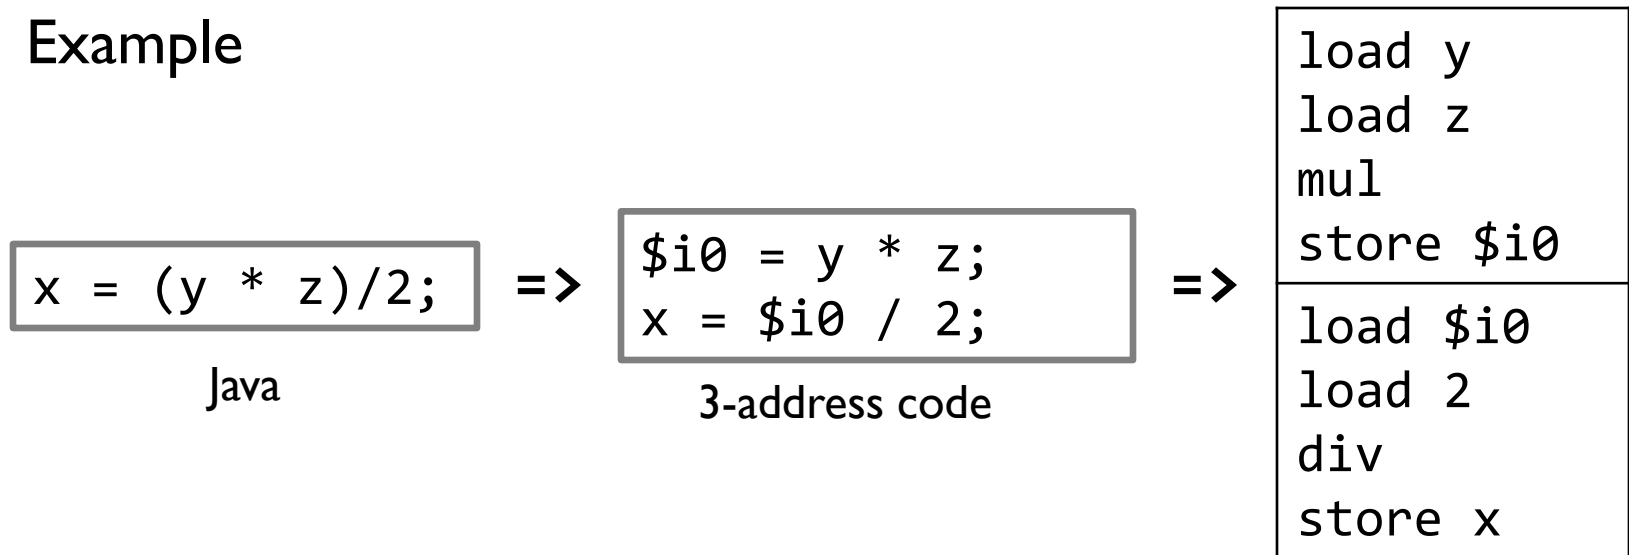 Example
x = (y * z)/2;
Java
=>
$i0 = y * z;
x = $i0 / 2;
3-address code
=>
load y
load z
mul
store $i0
load $i0
load 2
div
store x